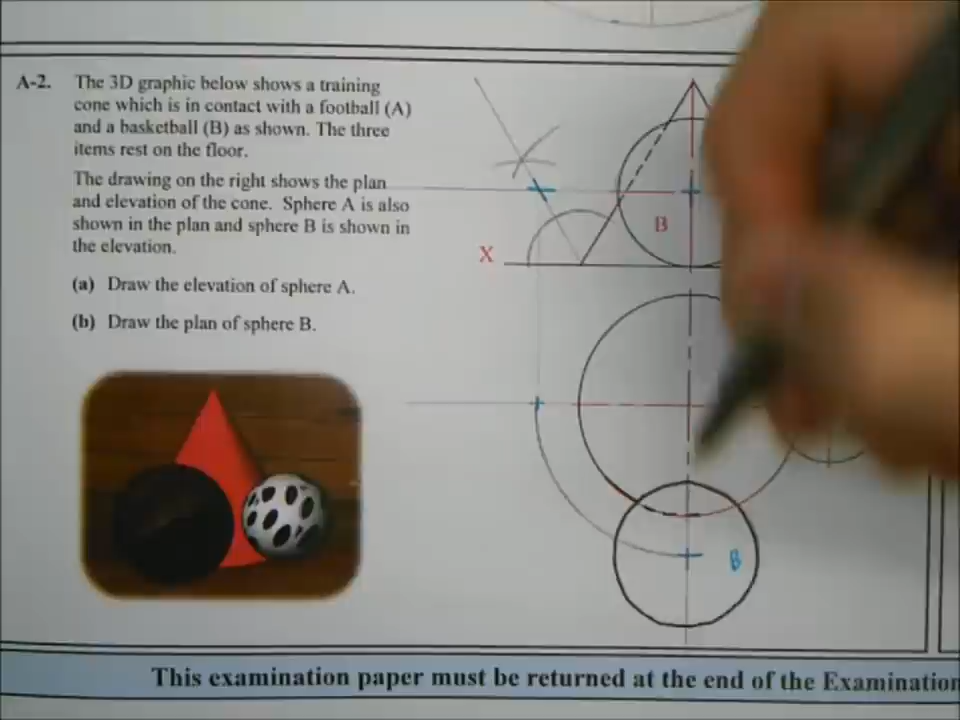 A-2. The 3D graphic below shows a training
cone which is in contact with a football (A)
and a basketball (B) as shown. The three
items rest on the floor.
The drawing on the right shows the plan
and elevation of the cone. Sphere A is also
shown in the plan and sphere B is shown in
the elevation.
(a) Draw the elevation of sphere A.
(b) Draw the plan of sphere B.
B
X
B
This examination paper must be returned at the end of the Examination